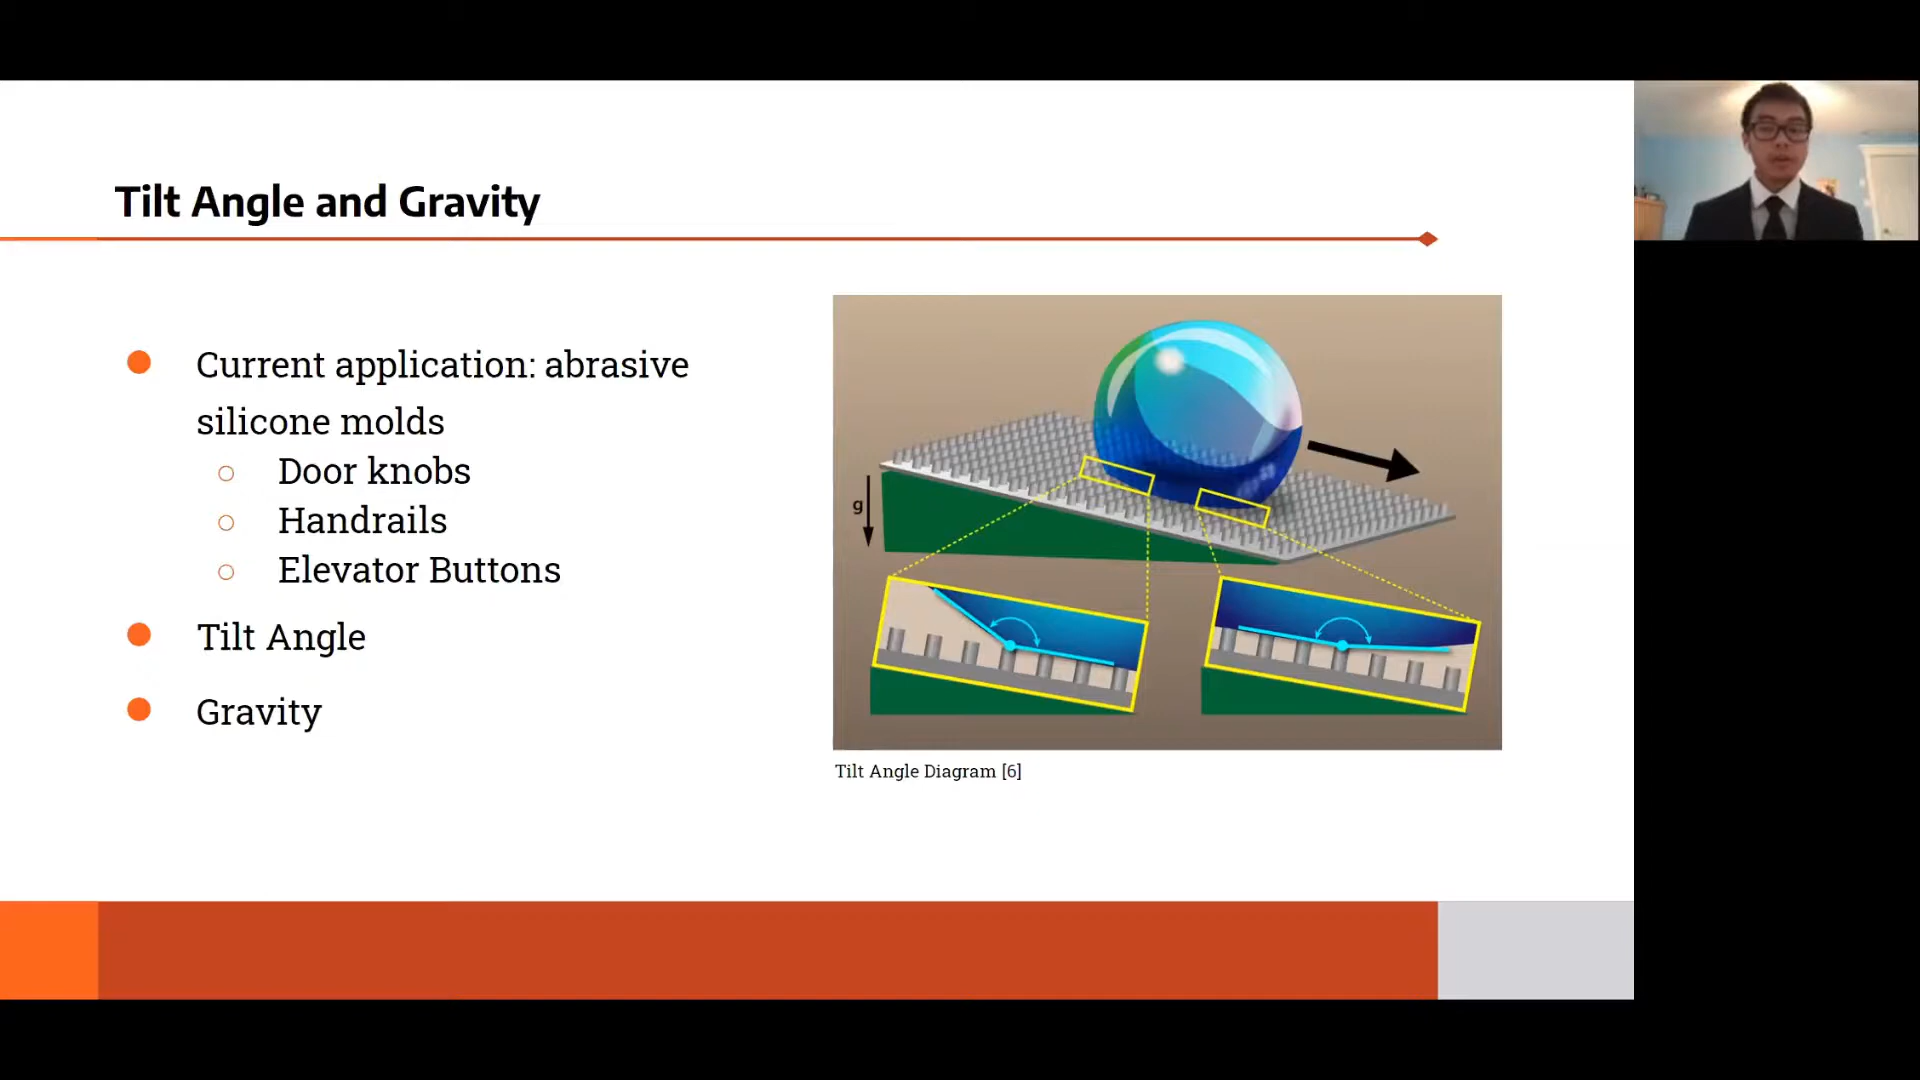 Tilt Angle and Gravity
Current application: abrasive
silicone molds
Door knobs
Handrails
Elevator Buttons
Tilt Angle
Gravity
g
Tilt Angle Diagram [6]